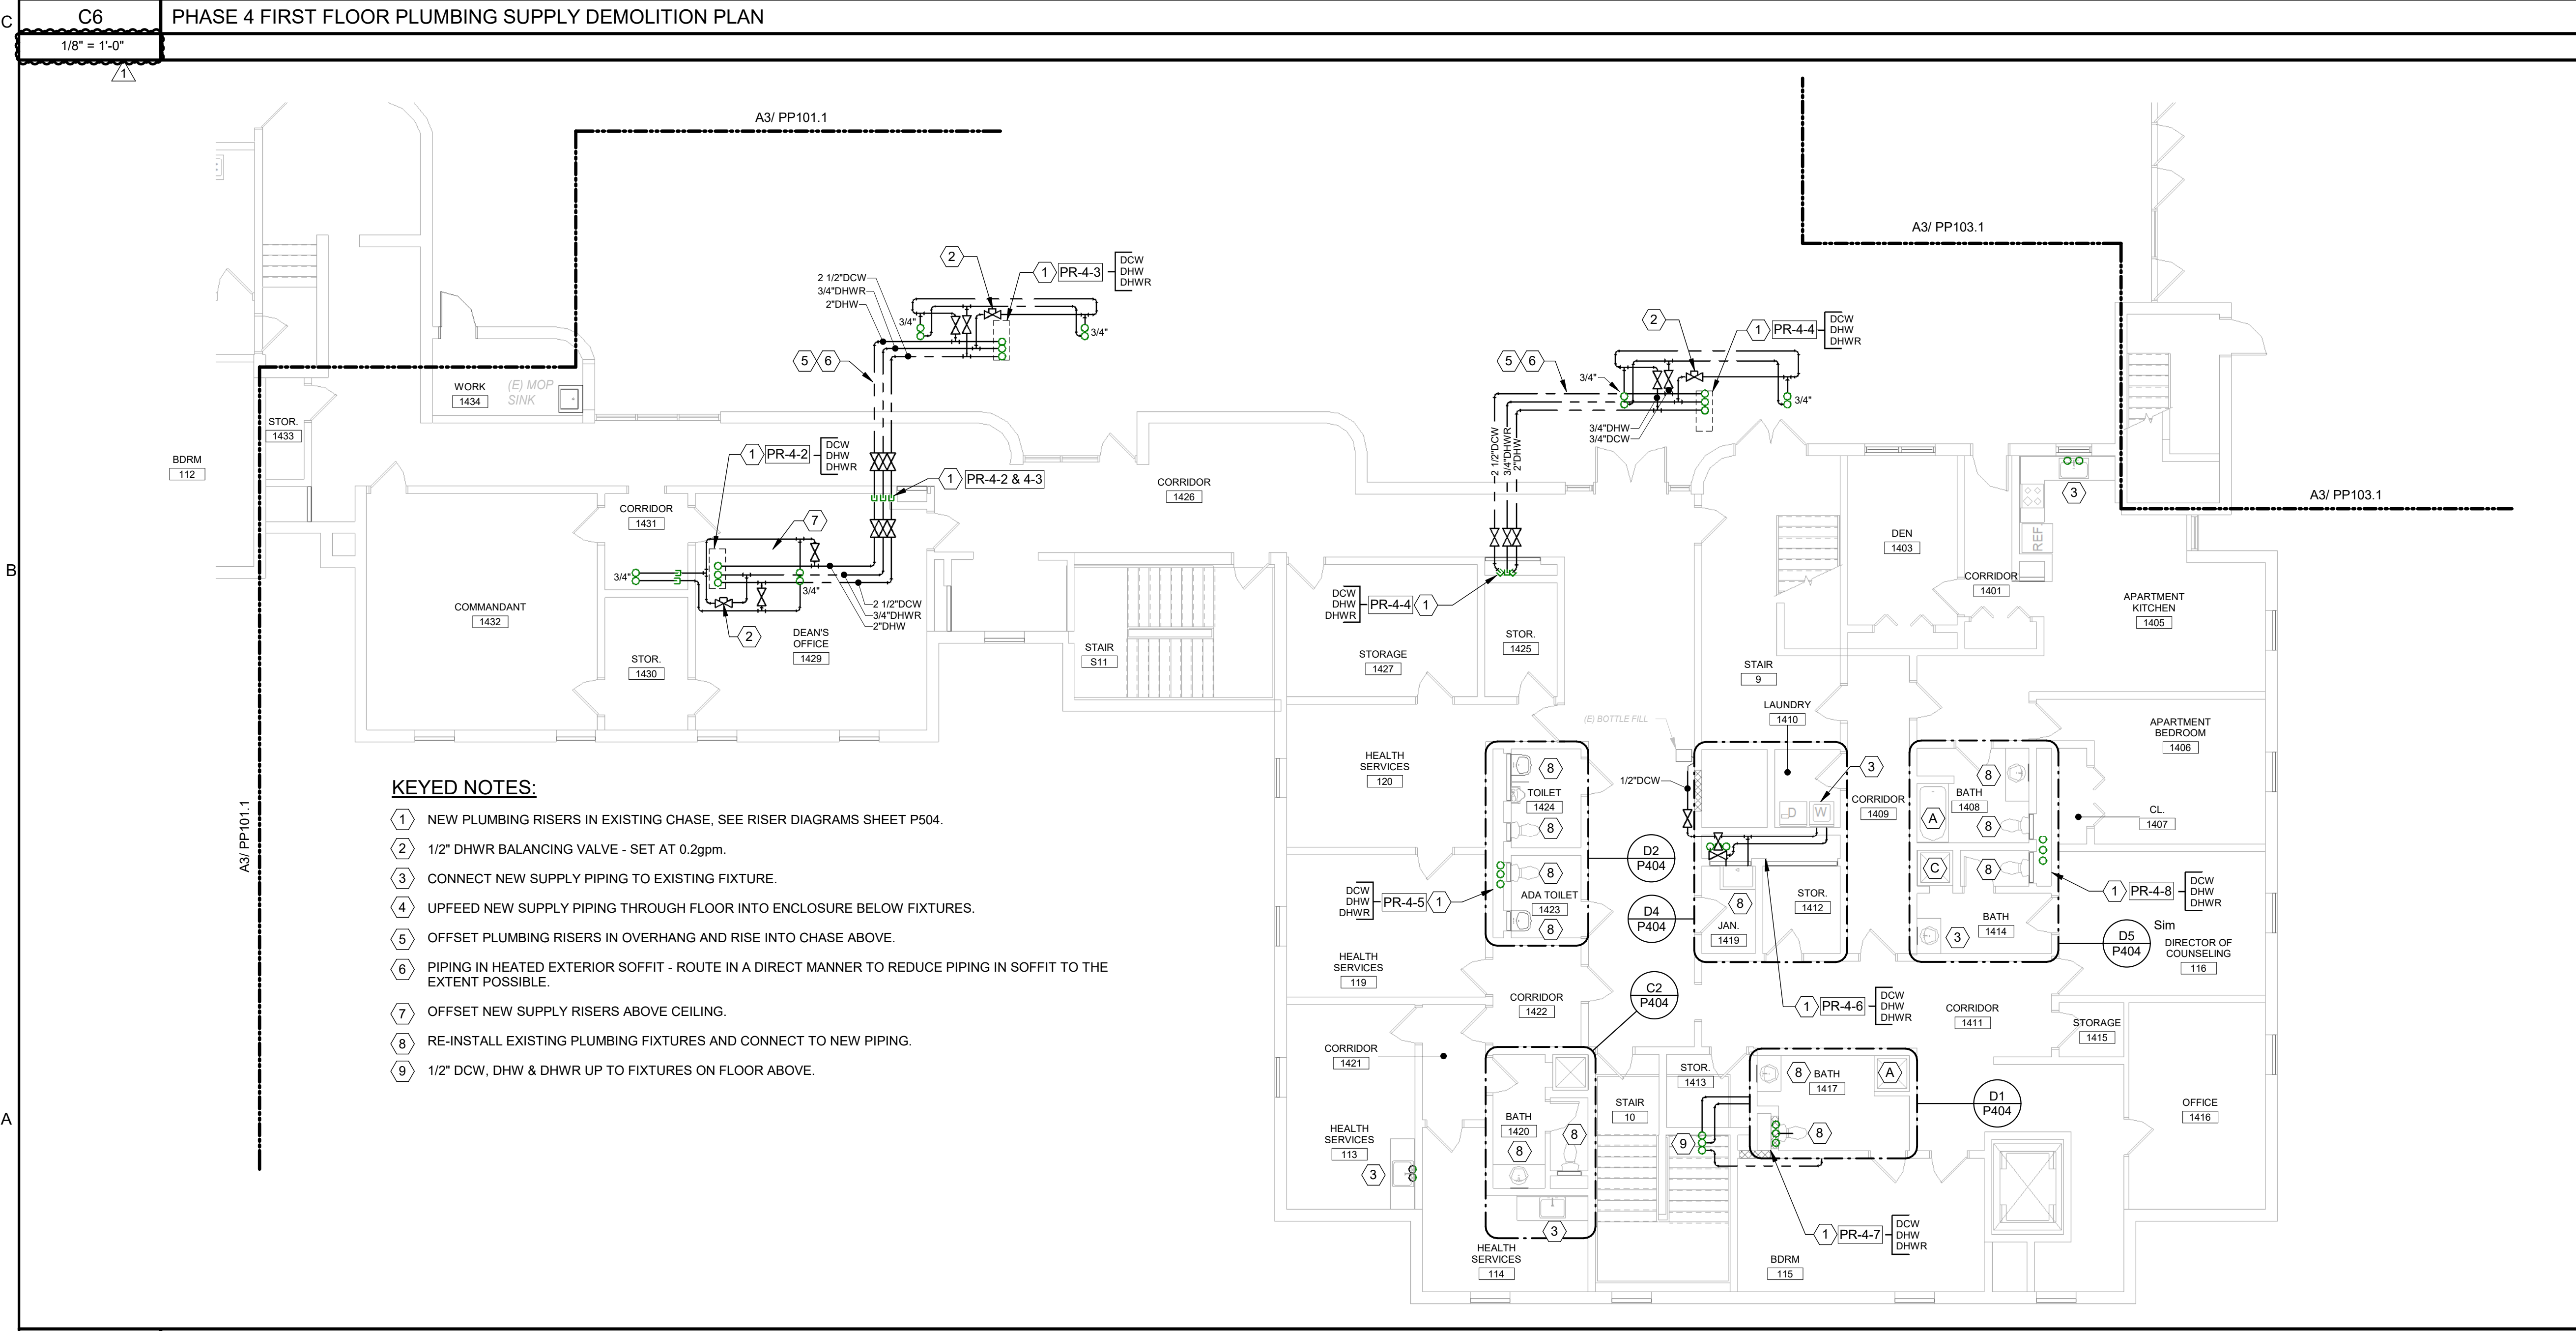 C
C6
PHASE 4 FIRST FLOOR PLUMBING SUPPLY DEMOLITION PLAN
1/8" = 1'-0"
1
A3/ PP101.1
A3/ PP103.1
2
1
PR-4-3
DCW
DHW
DHWR
2 1/2"DCW
3/4"DHWR
2"DHW
3/4"
3/4"
5
6
2
1
PR-4-4
DCW
DHW
DHWR
5
6
3/4"
3/4"
3/4"DHW
3/4"DCW
2 1/2"DCW
3/4"DHWR
2"DHW
WORK
1434
(E) MOP
SINK
STOR.
1433
BDRM
112
1
PR-4-2
DCW
DHW
DHWR
1
PR-4-2 & 4-3
CORRIDOR
1426
3
A3/ PP103.1
CORRIDOR
1431
7
DEN
1403
REF
B
3/4"
3/4"
2 1/2"DCW
3/4"DHWR
2"DHW
2
COMMANDANT
1432
DEAN'S
OFFICE
1429
STOR.
1430
STAIR
S11
DCW
DHW
DHWR
PR-4-4
1
STORAGE
1427
STOR.
1425
CORRIDOR
1401
APARTMENT
KITCHEN
1405
STAIR
9
LAUNDRY
1410
(E) BOTTLE FILL
APARTMENT
BEDROOM
1406
HEALTH
SERVICES
120
8
TOILET
1424
8
1/2"DCW
3
D
W
CORRIDOR
1409
8
BATH
1408
A
8
CL.
1407
A3/ PP101.1
KEYED NOTES:
1
NEW PLUMBING RISERS IN EXISTING CHASE, SEE RISER DIAGRAMS SHEET P504.
2
1/2" DHWR BALANCING VALVE - SET AT 0.2gpm.
3
CONNECT NEW SUPPLY PIPING TO EXISTING FIXTURE.
4
UPFEED NEW SUPPLY PIPING THROUGH FLOOR INTO ENCLOSURE BELOW FIXTURES.
5
OFFSET PLUMBING RISERS IN OVERHANG AND RISE INTO CHASE ABOVE.
6
PIPING IN HEATED EXTERIOR SOFFIT - ROUTE IN A DIRECT MANNER TO REDUCE PIPING IN SOFFIT TO THE
EXTENT POSSIBLE.
7
OFFSET NEW SUPPLY RISERS ABOVE CEILING.
8
RE-INSTALL EXISTING PLUMBING FIXTURES AND CONNECT TO NEW PIPING.
9
1/2" DCW, DHW & DHWR UP TO FIXTURES ON FLOOR ABOVE.
D2
P404
DCW
DHW
DHWR
PR-4-5
1
8
ADA TOILET
1423
8
D4
P404
8
JAN.
1419
STOR.
1412
C
8
1
PR-4-8
DCW
DHW
DHWR
BATH
1414
3
D5
P404
Sim
DIRECTOR OF
COUNSELING
116
HEALTH
SERVICES
119
CORRIDOR
1422
C2
P404
1
PR-4-6
DCW
DHW
DHWR
CORRIDOR
1411
STORAGE
1415
CORRIDOR
1421
STOR.
1413
8
BATH
1417
A
D1
P404
A
BATH
1420
8
8
STAIR
10
9
8
OFFICE
1416
HEALTH
SERVICES
113
3
3
HEALTH
SERVICES
114
1
PR-4-7
DCW
DHW
DHWR
BDRM
115